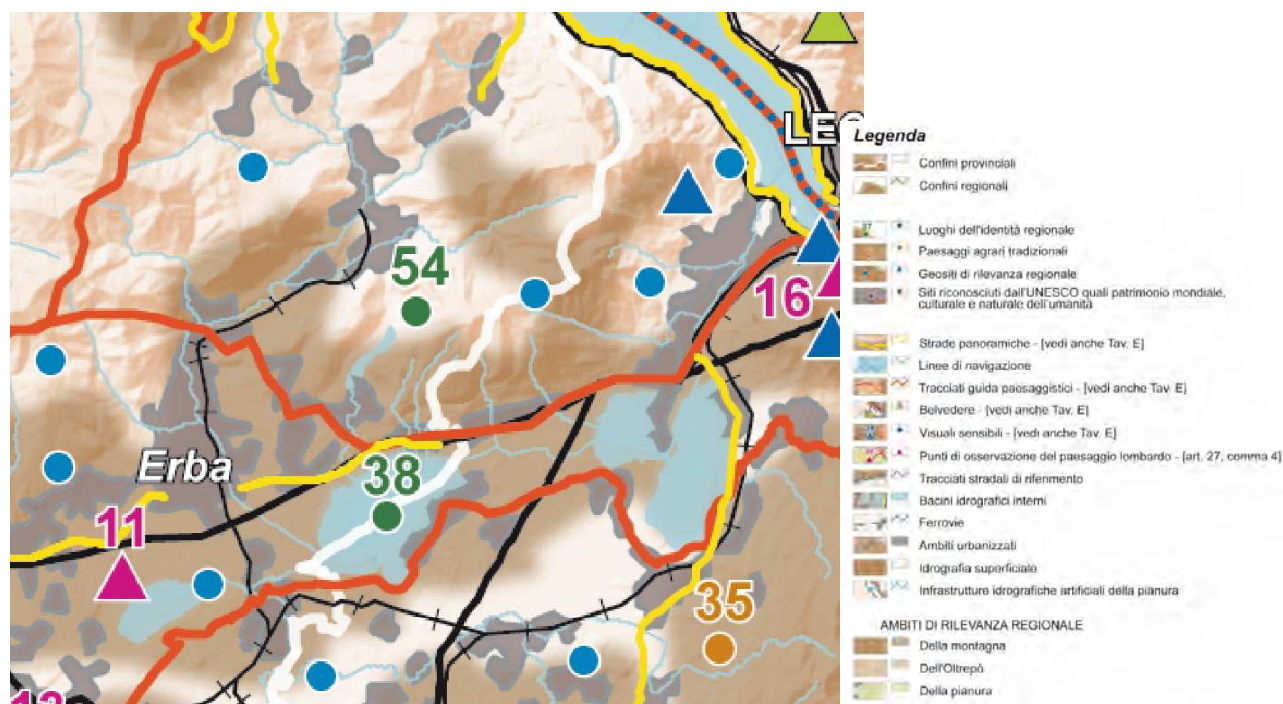 LEC
54
16
Erba
38
11
35
13
Legenda
Confini provinciali
Confini regionali
Luoghi dell'identità regionale
Paesaggi agrari tradizionali
Geositi di rilevanza regionale
Siti riconosciuti dall'UNESCO quali patrimonio mondiale,
culturale e naturale dell'umanità
Strade panoramiche - [vedi anche Tav. E]
Linee di navigazione
Tracciati guida paesaggistici - [vedi anche Tav. E]
Belvedere - [vedi anche Tav. E]
Visuali sensibili - [vedi anche Tav. E]
Punti di osservazione del paesaggio lombardo - [art. 27, comma 4]
Tracciati stradali di riferimento
Bacini idrografici interni
Ferrovie
Ambiti urbanizzati
Idrografia superficiale
Infrastrutture idrografiche artificiali della pianura
AMBITI DI RILEVANZA REGIONALE
Della montagna
Dell'Oltrepò
Della pianura